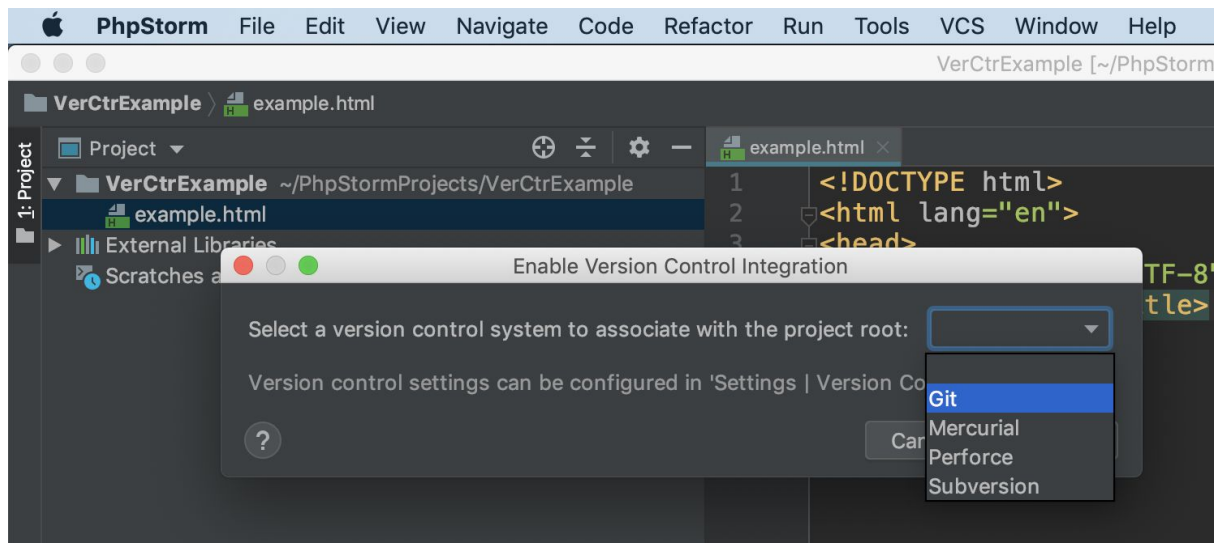 PhpStorm File Edit View Navigate Code Refactor Run Tools VCS Window Help
VerCtrExample [~/PhpStorm
VerCtrExample example.html
1: Project
Project
example.html
VerCtrExample ~/PhpStormProjects/VerCtrExample
example.html
External Libraries
Scratches a
1 <!DOCTYPE html>
2 <html lang="en">
3 <head>
TF-8"
tle>
Enable Version Control Integration
Select a version control system to associate with the project root:
Version control settings can be configured in 'Settings | Version Co
?
Git
Mercurial
Perforce
Subversion
Can